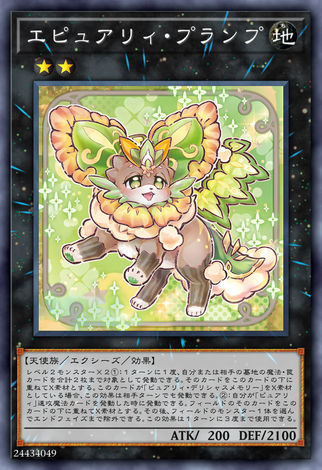 エピュアリィ・プランプ
地
【天使族／エクシーズ／効果】
レベル2モンスター×2①：1ターンに1度、自分または相手の墓地の魔法・罠
カードを合計2枚まで対象として発動できる。そのカードをこのカードの下に
重ねてX素材とする。このカードが「ピュアリィ・デリシャスメモリー」をX素材
としている場合、この効果は相手ターンでも発動できる。②：自分が「ピュアリ
ィ」速攻魔法カードを発動した時に発動できる。フィールドのそのカードをこの
カードの下に重ねてX素材とする。その後、フィールドのモンスター1体を選ん
でエンドフェイズまで除外できる。この効果は1ターンに3度まで使用できる。
ATK/ 200 DEF/2100
24434049